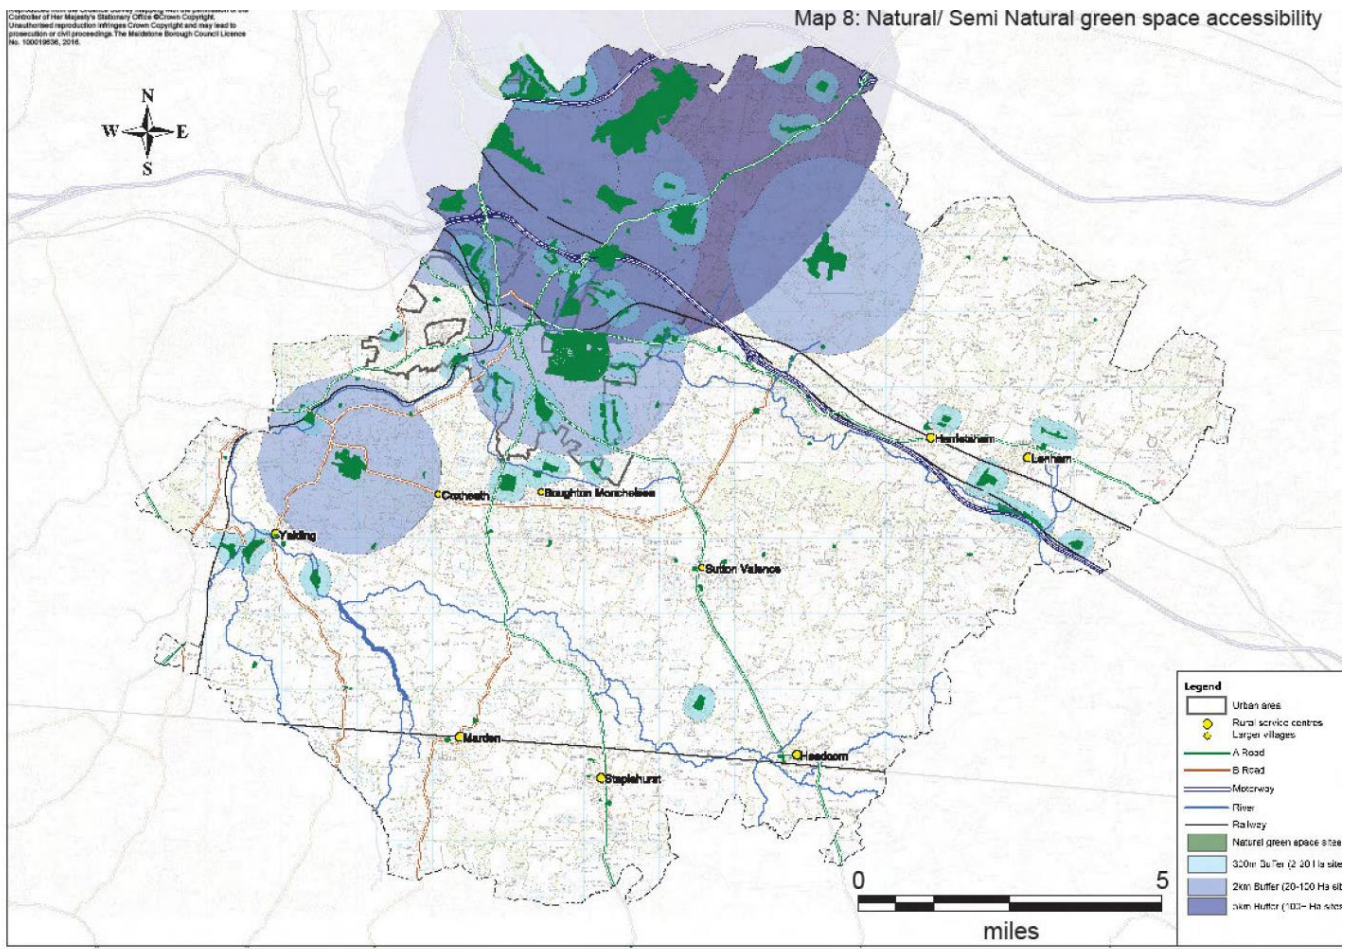 Controller of Her Majesty's Stationary Office ©Crown Copyright.
Unauthorised reproduction infringes Crown Copyright and may lead to
prosecution or civil proceedings. The Maidstone Borough Council Licence
No. 100019636, 2016.
Map 8: Natural/ Semi Natural green space accessibility
N
W E
S
Harrietsham
Lenham
Coxheath
Boughton Monchelsea
Yalding
Sutton Valence
Marden
Headcorn
Staplehurst
Legend
Urban area
Rural service centres
Larger villages
A Road
B Road
Motorway
River
Railway
Natural green space sites
300m Buffer (2-20 Ha site
2km Buffer (20-100 Ha sit
5km Buffer (100+ Ha sites
0 5
miles